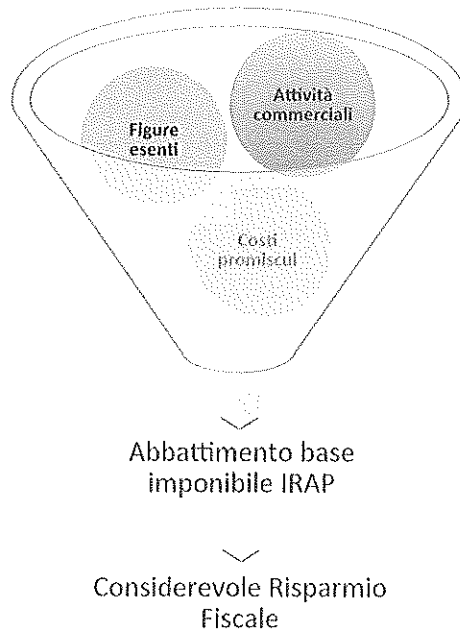 Figure
esenti
Attività
commerciali
Costi
promiscui
Abbattimento base
imponibile IRAP
Considerevole Risparmio
Fiscale